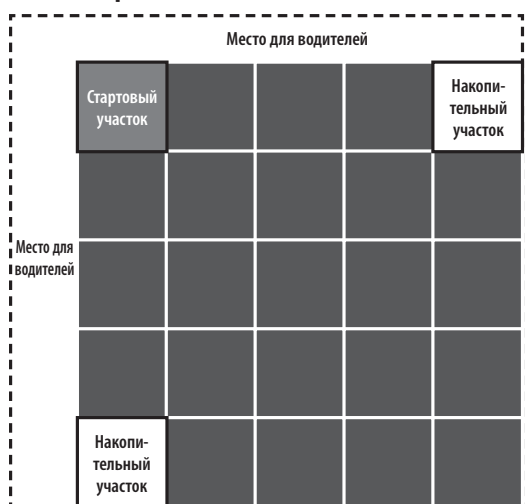 Место для водителей
Стартовый
участок
Накопи-
тельный
участок
Место для
водителей
Накопи-
тельный
участок